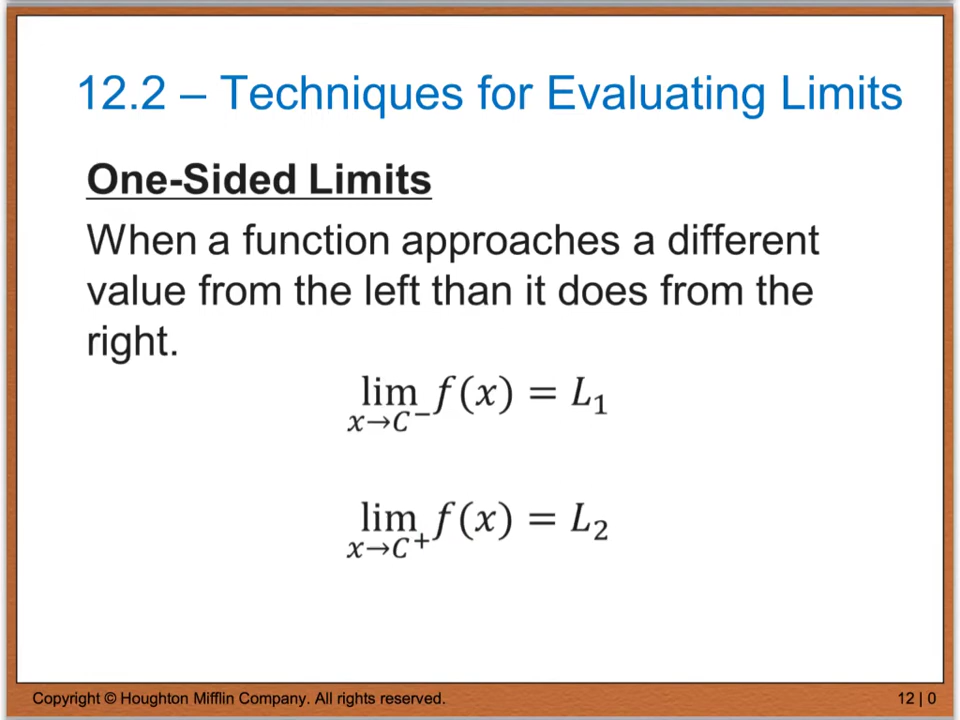 12.2 – Techniques for Evaluating Limits
One-Sided Limits
When a function approaches a different
value from the left than it does from the
right.
lim f(x) = L₁
x→C⁻
lim f(x) = L₂
x→C⁺
Copyright © Houghton Mifflin Company. All rights reserved.
12 | 0